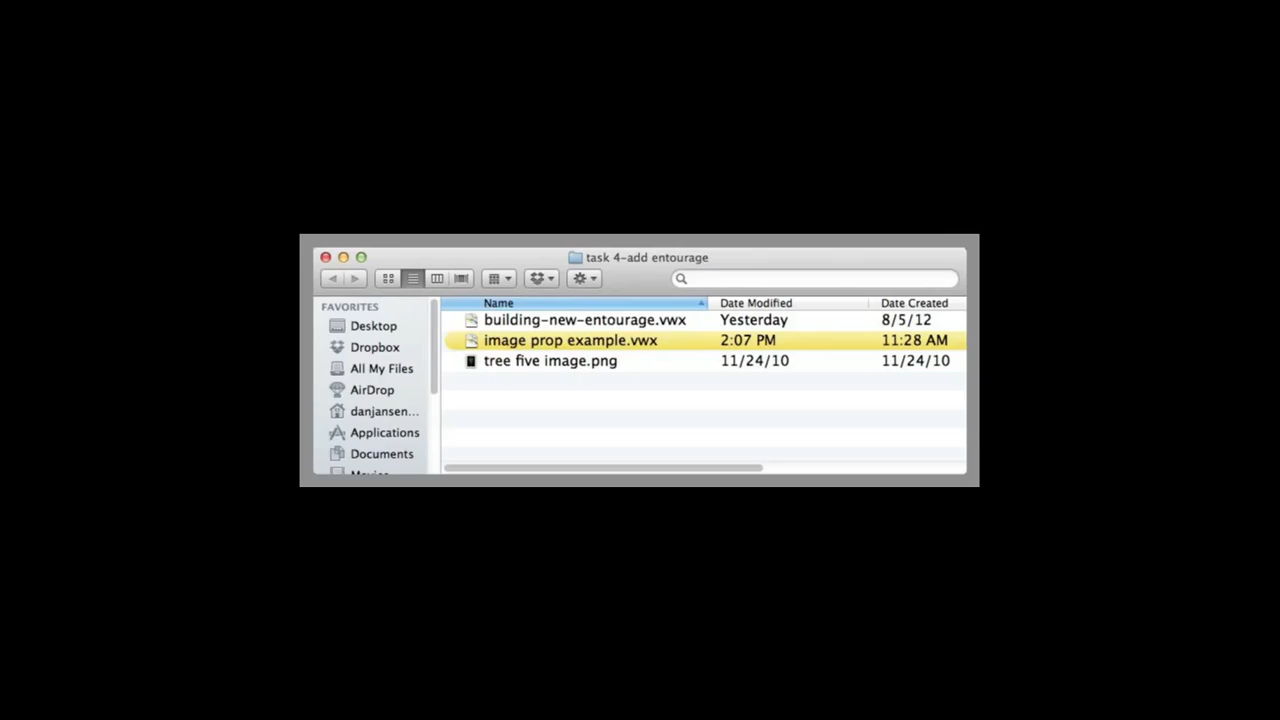 task 4-add entourage
FAVORITES
Desktop
Dropbox
All My Files
AirDrop
danjansen...
Applications
Documents
Name Date Modified Date Created
building-new-entourage.vwx Yesterday 8/5/12
image prop example.vwx 2:07 PM 11:28 AM
tree five image.png 11/24/10 11/24/10